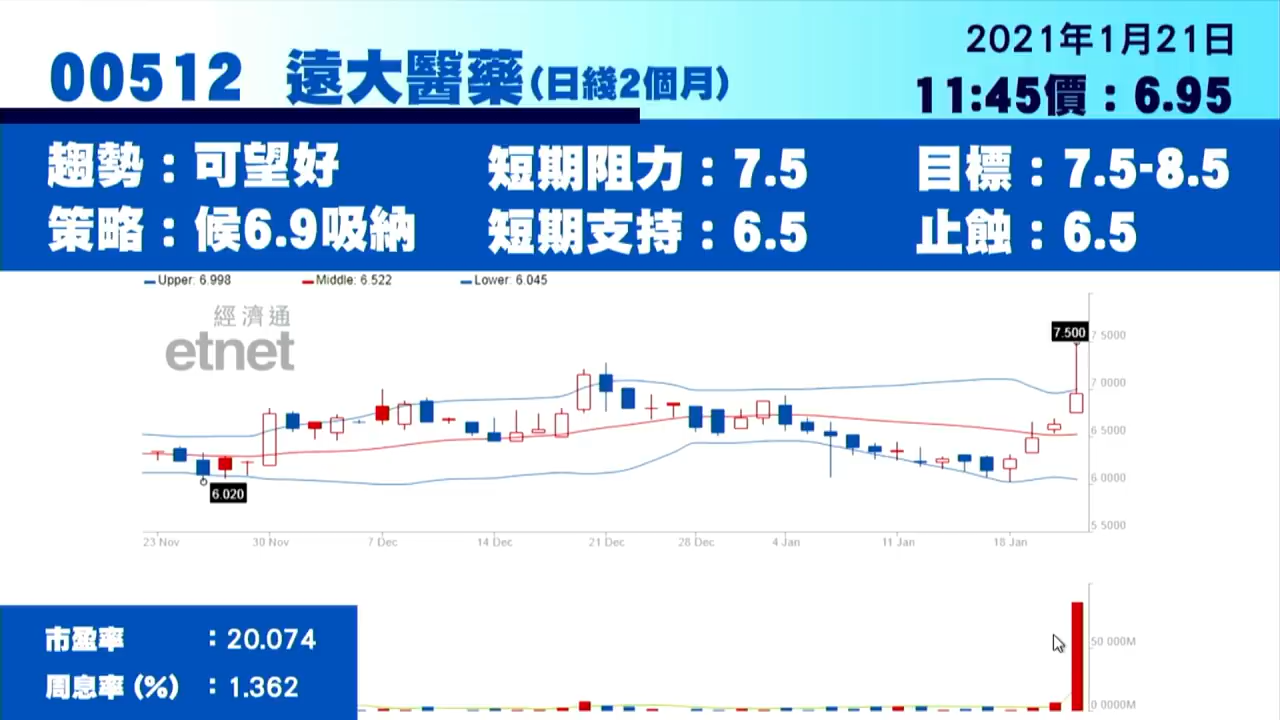 00512 遠大醫藥(日綫2個月)
2021年1月21日
11:45價：6.95
趨勢：可望好
短期阻力：7.5
目標：7.5-8.5
策略：候6.9吸納
短期支持：6.5
止蝕：6.5
Upper: 6.998 Middle: 6.522 Lower: 6.045
經濟通
etnet
7.500
7.5000
7.0000
6.5000
6.0000
6.020
5.5000
23 Nov 30 Nov 7 Dec 14 Dec 21 Dec 28 Dec 4 Jan 11 Jan 18 Jan
市盈率 ：20.074
周息率 (%) ：1.362
50.000M
0.0000M